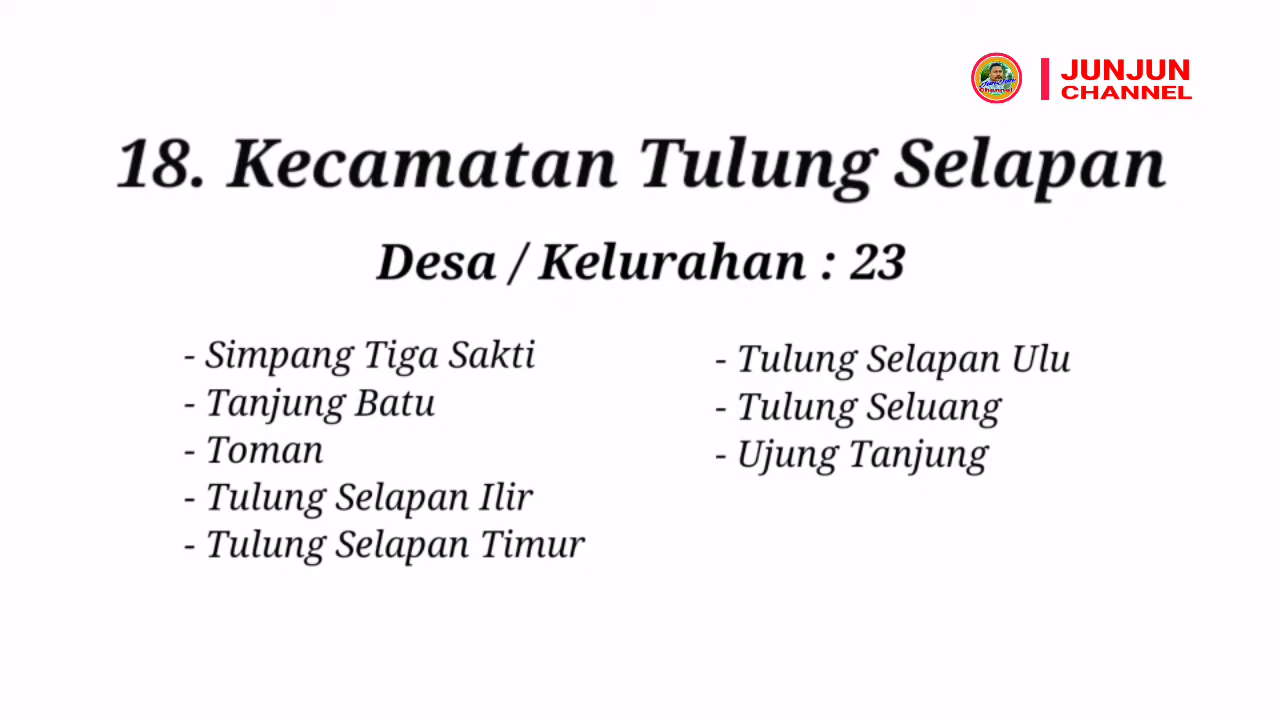 JUNJUN
CHANNEL
18. Kecamatan Tulung Selapan
Desa / Kelurahan : 23
- Simpang Tiga Sakti
- Tanjung Batu
- Toman
- Tulung Selapan Ilir
- Tulung Selapan Timur
- Tulung Selapan Ulu
- Tulung Seluang
- Ujung Tanjung